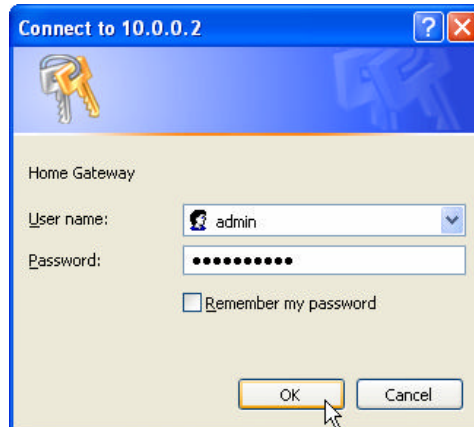 Connect to 10.0.0.2
Home Gateway
User name:
admin
Password:
••••••••••
Remember my password
OK
Cancel